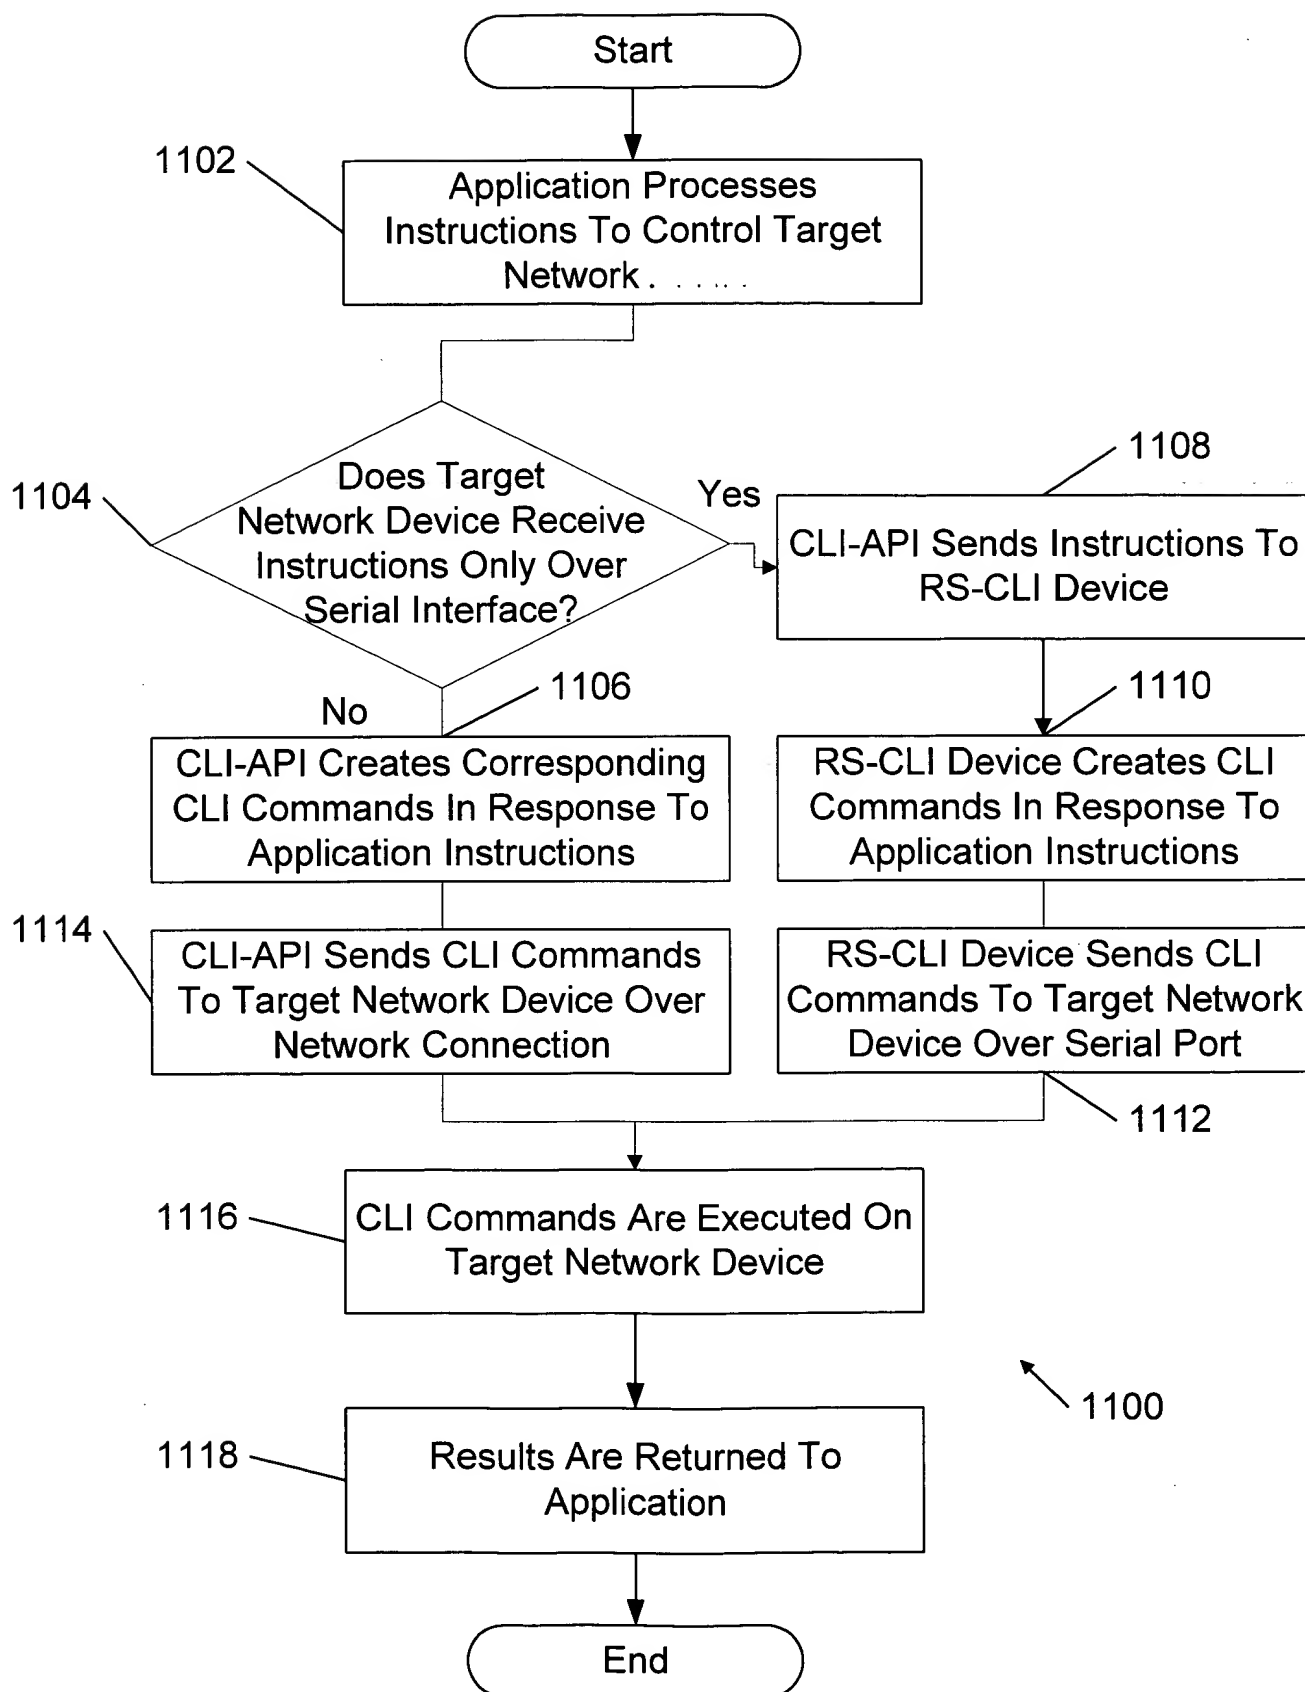 Start
1102
Application Processes
Instructions To Control Target
Network
1104
Does Target
Network Device Receive
Instructions Only Over
Serial Interface?
Yes
1108
CLI-API Sends Instructions To
RS-CLI Device
No
1106
CLI-API Creates Corresponding
CLI Commands In Response To
Application Instructions
1110
RS-CLI Device Creates CLI
Commands In Response To
Application Instructions
1114
CLI-API Sends CLI Commands
To Target Network Device Over
Network Connection
RS-CLI Device Sends CLI
Commands To Target Network
Device Over Serial Port
1112
1116
CLI Commands Are Executed On
Target Network Device
1100
1118
Results Are Returned To
Application
End